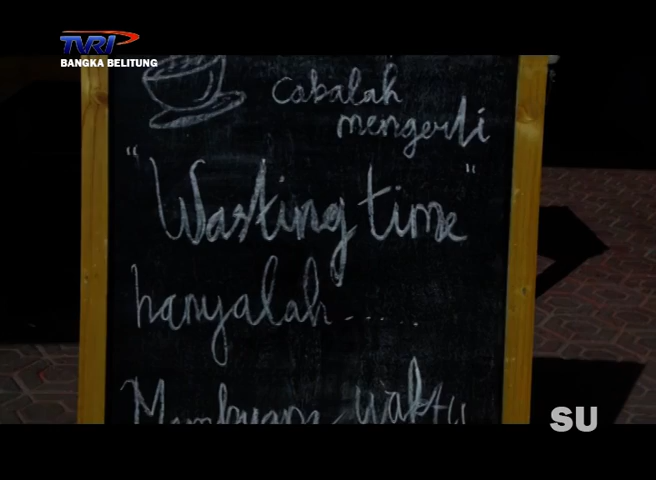 TVRI
BANGKA BELITUNG
Cobalah
mengerti
"Wasting time"
hanyalah......
Membuang waktu
SU